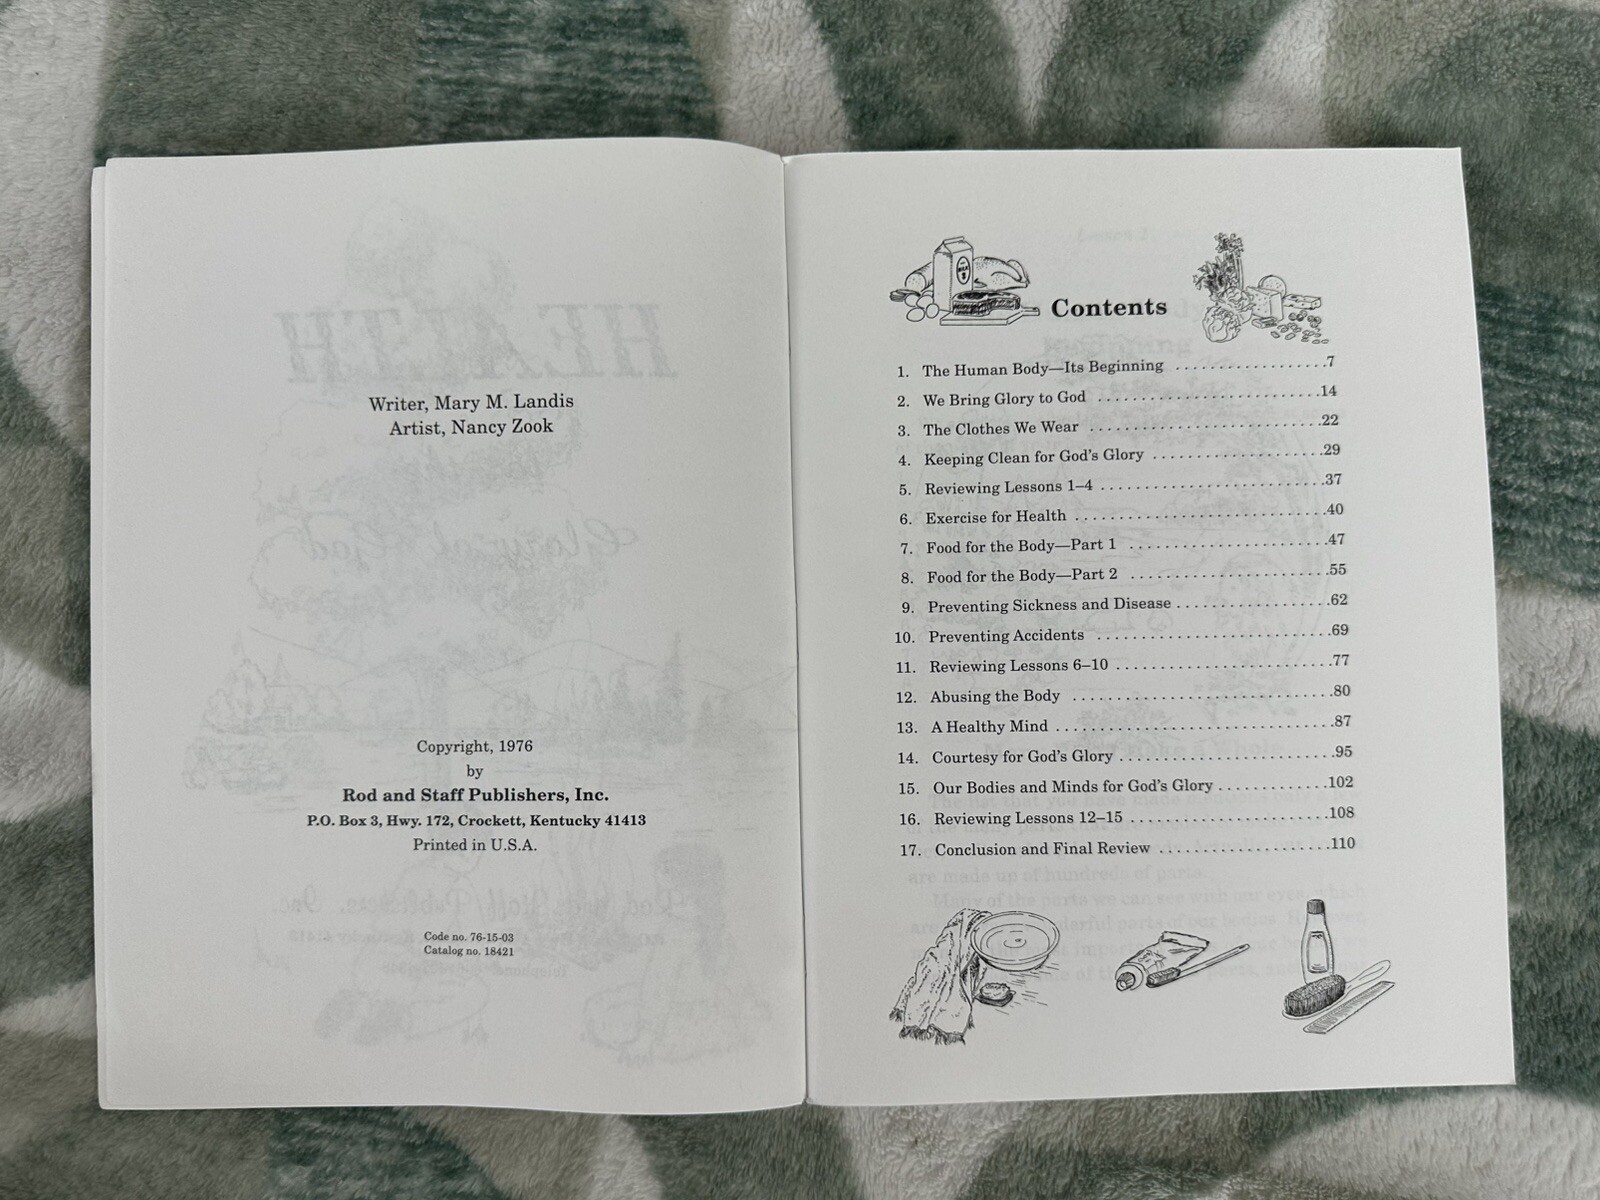 Writer, Mary M. Landis
Artist, Nancy Zook
Copyright, 1976
by
Rod and Staff Publishers, Inc.
P.O. Box 3, Hwy. 172, Crockett, Kentucky 41413
Printed in U.S.A.
Code no. 76-15-03
Catalog no. 18421
Contents
1. The Human Body—Its Beginning ..................7
2. We Bring Glory to God ..........................14
3. The Clothes We Wear ...........................22
4. Keeping Clean for God's Glory ....................29
5. Reviewing Lessons 1–4 ..........................37
6. Exercise for Health .............................40
7. Food for the Body—Part 1 .......................47
8. Food for the Body—Part 2 .......................55
9. Preventing Sickness and Disease ..................62
10. Preventing Accidents ...........................69
11. Reviewing Lessons 6–10 .........................77
12. Abusing the Body ..............................80
13. A Healthy Mind ................................87
14. Courtesy for God's Glory .........................95
15. Our Bodies and Minds for God's Glory .............102
16. Reviewing Lessons 12–15 .......................108
17. Conclusion and Final Review ....................110